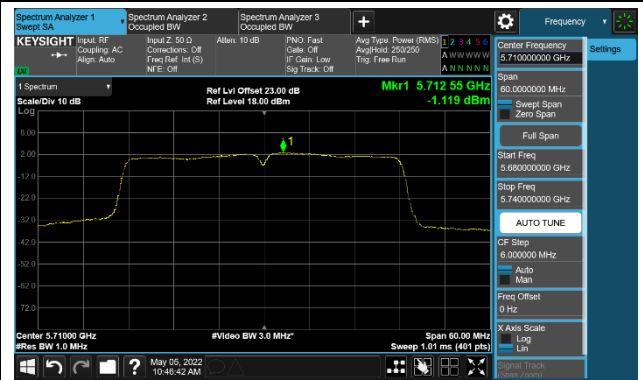 Spectrum Analyzer 1
Swept SA
Spectrum Analyzer 2
Occupied BW
Spectrum Analyzer 3
Occupied BW
Frequency
KEYSIGHT
Input: RF
Coupling: AC
Align: Auto
Input Z: 50 Ω
Corrections: Off
Freq Ref: Int (S)
NFE: Off
Atten: 10 dB
PNO: Fast
Gate: Off
IF Gain: Low
Sig Track: Off
Avg Type: Power (RMS)
Avg|Hold: 250/250
Trig: Free Run
1 2 3 4 5 6
A W W W W W
A N N N N N
LW
Center Frequency
5.710000000 GHz
Settings
Span
60.0000000 MHz
Swept Span
Zero Span
Full Span
Start Freq
5.680000000 GHz
Stop Freq
5.740000000 GHz
AUTO TUNE
CF Step
6.000000 MHz
Auto
Man
Freq Offset
0 Hz
X Axis Scale
Log
Lin
Signal Track
(Span Zoom)
1 Spectrum
Scale/Div 10 dB
Log
Ref Lvl Offset 23.00 dB
Ref Level 18.00 dBm
Mkr1 5.712 55 GHz
-1.119 dBm
1
8.00
-2.00
-12.0
-22.0
-32.0
-42.0
-52.0
-62.0
-72.0
Center 5.71000 GHz
#Res BW 1.0 MHz
#Video BW 3.0 MHz*
Span 60.00 MHz
Sweep 1.01 ms (401 pts)
May 05, 2022
10:46:42 AM